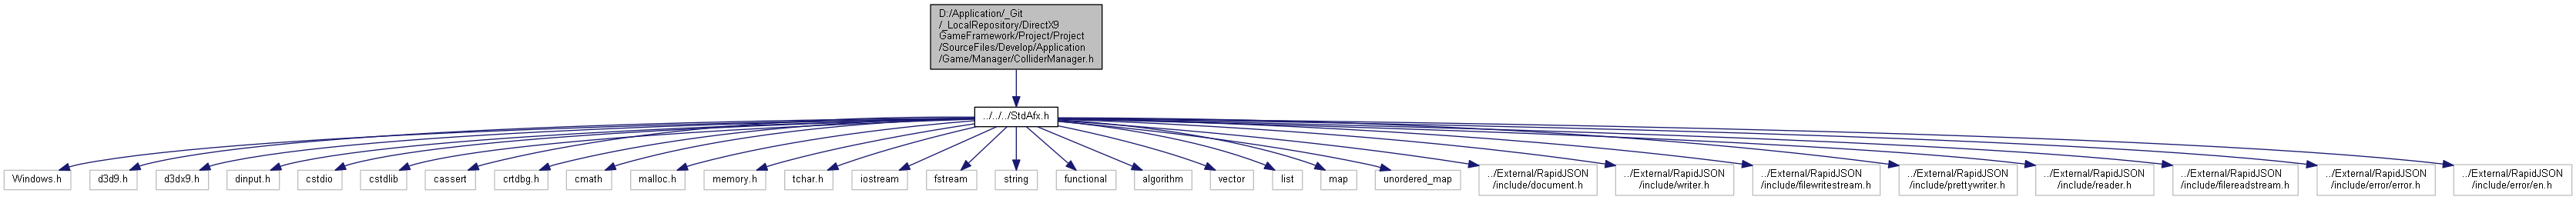 D:/Application/_Git
/_LocalRepository/DirectX9
GameFramework/Project/Project
/SourceFiles/Develop/Application
/Game/Manager/ColliderManager.h
../../../StdAfx.h
Windows.h
d3d9.h
d3dx9.h
dinput.h
cstdio
cstdlib
cassert
crtdbg.h
cmath
malloc.h
memory.h
tchar.h
iostream
fstream
string
functional
algorithm
vector
list
map
unordered_map
../External/RapidJSON
/include/document.h
../External/RapidJSON
/include/writer.h
../External/RapidJSON
/include/filewritestream.h
../External/RapidJSON
/include/prettywriter.h
../External/RapidJSON
/include/reader.h
../External/RapidJSON
/include/filereadstream.h
../External/RapidJSON
/include/error/error.h
../External/RapidJSON
/include/error/en.h